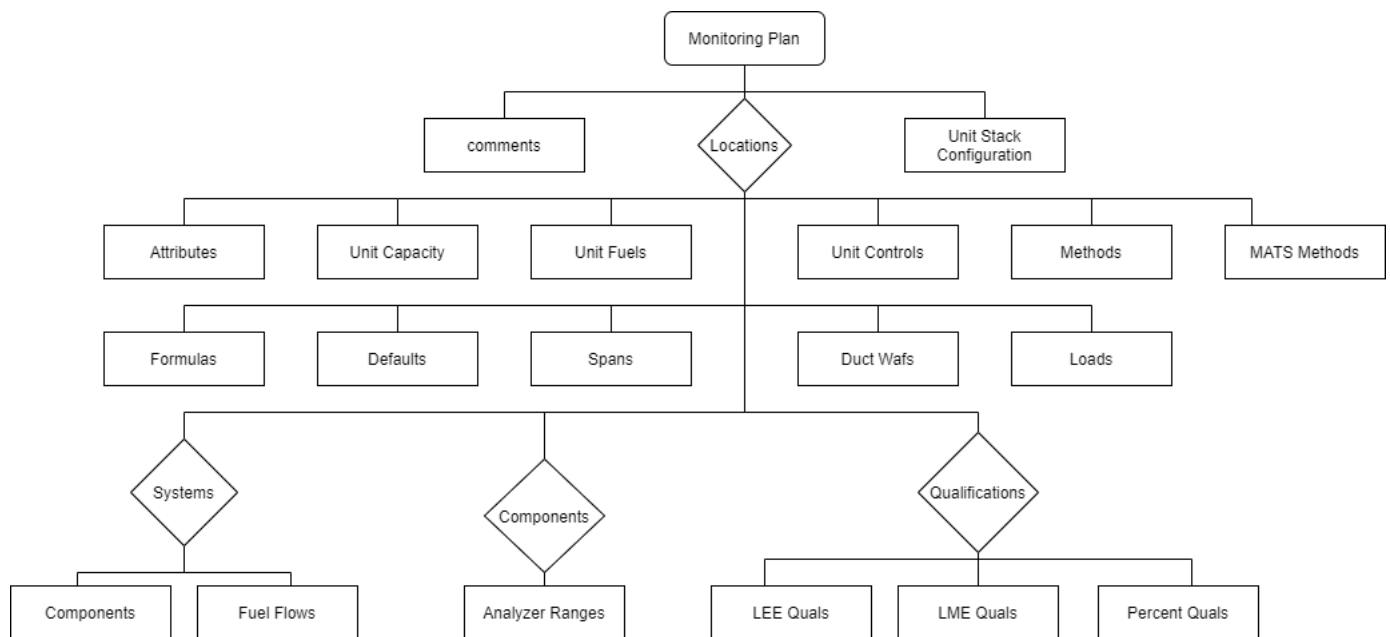 Monitoring Plan
comments
Locations
Unit Stack
Configuration
Attributes
Unit Capacity
Unit Fuels
Unit Controls
Methods
MATS Methods
Formulas
Defaults
Spans
Duct Wafs
Loads
Systems
Components
Qualifications
Components
Fuel Flows
Analyzer Ranges
LEE Quals
LME Quals
Percent Quals